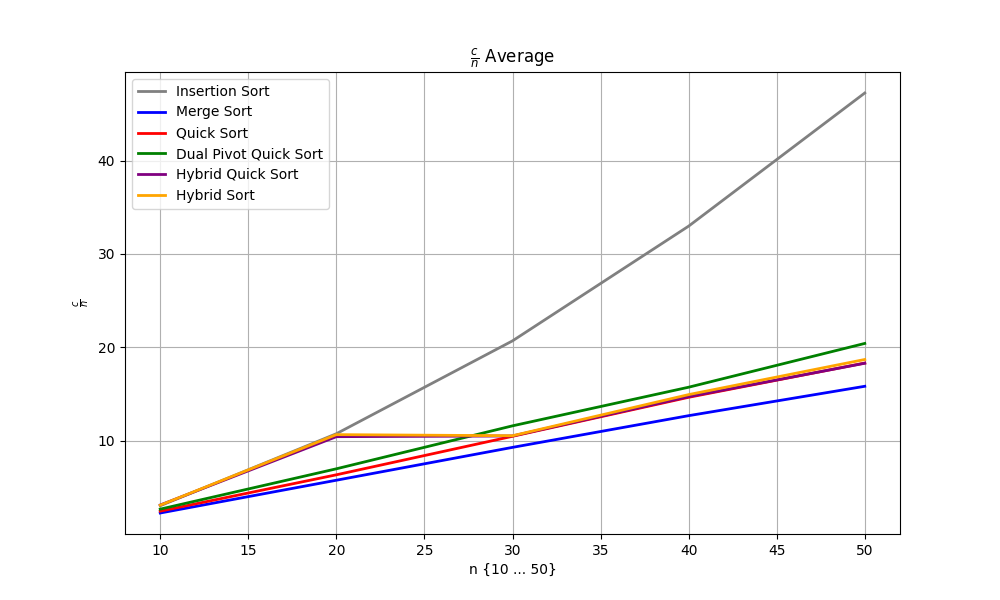 c/n Average
Insertion Sort
Merge Sort
Quick Sort
Dual Pivot Quick Sort
Hybrid Quick Sort
Hybrid Sort
c/n
40
30
20
10
10 15 20 25 30 35 40 45 50
n {10 ... 50}